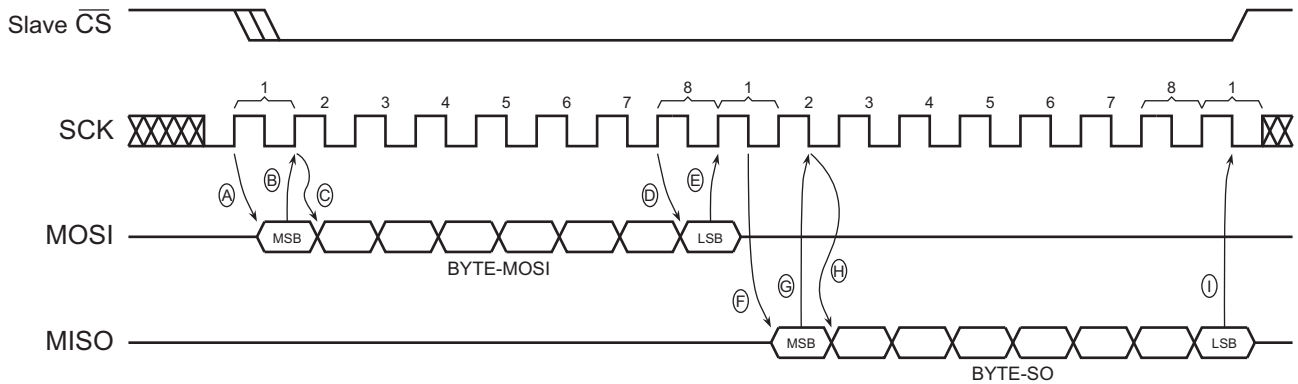 Slave CS
1 2 3 4 5 6 7 8 1 2 3 4 5 6 7 8 1
SCK
A B C D E
MOSI
MSB LSB
BYTE-MOSI
F G H I
MISO
MSB LSB
BYTE-SO